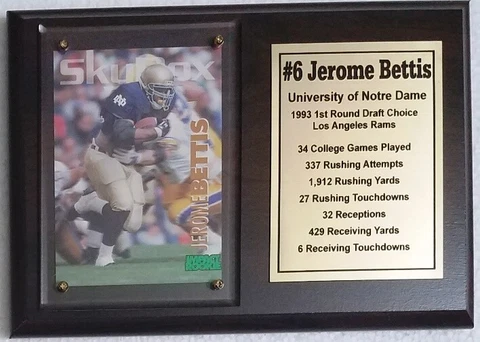 SkyBox
JEROME BETTIS
#6 Jerome Bettis
University of Notre Dame
1993 1st Round Draft Choice
Los Angeles Rams
34 College Games Played
337 Rushing Attempts
1,912 Rushing Yards
27 Rushing Touchdowns
32 Receptions
429 Receiving Yards
6 Receiving Touchdowns